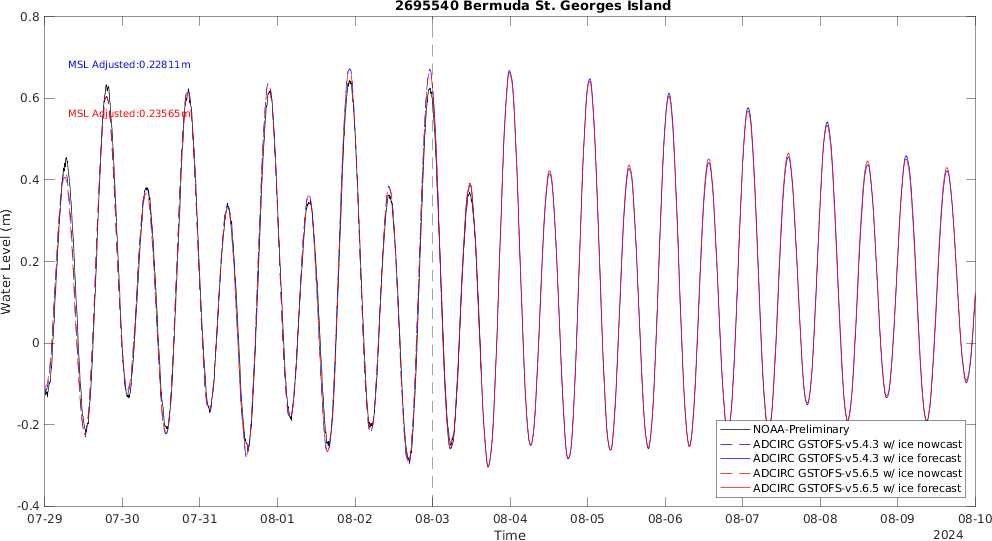 2695540 Bermuda St. Georges Island
0.8
0.6
0.4
0.2
0
-0.2
-0.4
Water Level (m)
MSL Adjusted:0.22811m
MSL Adjusted:0.23565m
NOAA-Preliminary
ADCIRC GSTOFS-v5.4.3 w/ ice nowcast
ADCIRC GSTOFS-v5.4.3 w/ ice forecast
ADCIRC GSTOFS-v5.6.5 w/ ice nowcast
ADCIRC GSTOFS-v5.6.5 w/ ice forecast
07-29 07-30 07-31 08-01 08-02 08-03 08-04 08-05 08-06 08-07 08-08 08-09 08-10
Time
2024